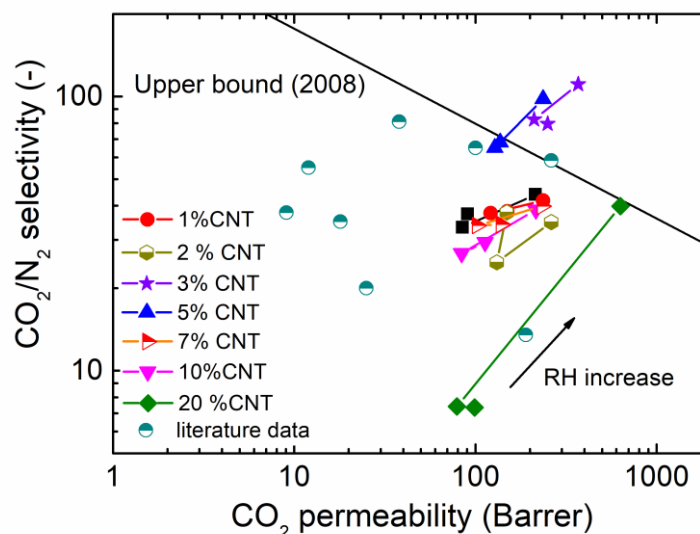 Upper bound (2008)
100
CO₂/N₂ selectivity (-)
1%CNT
2 % CNT
3% CNT
5% CNT
7% CNT
10%CNT
20 %CNT
literature data
RH increase
10
1 10 100 1000
CO₂ permeability (Barrer)